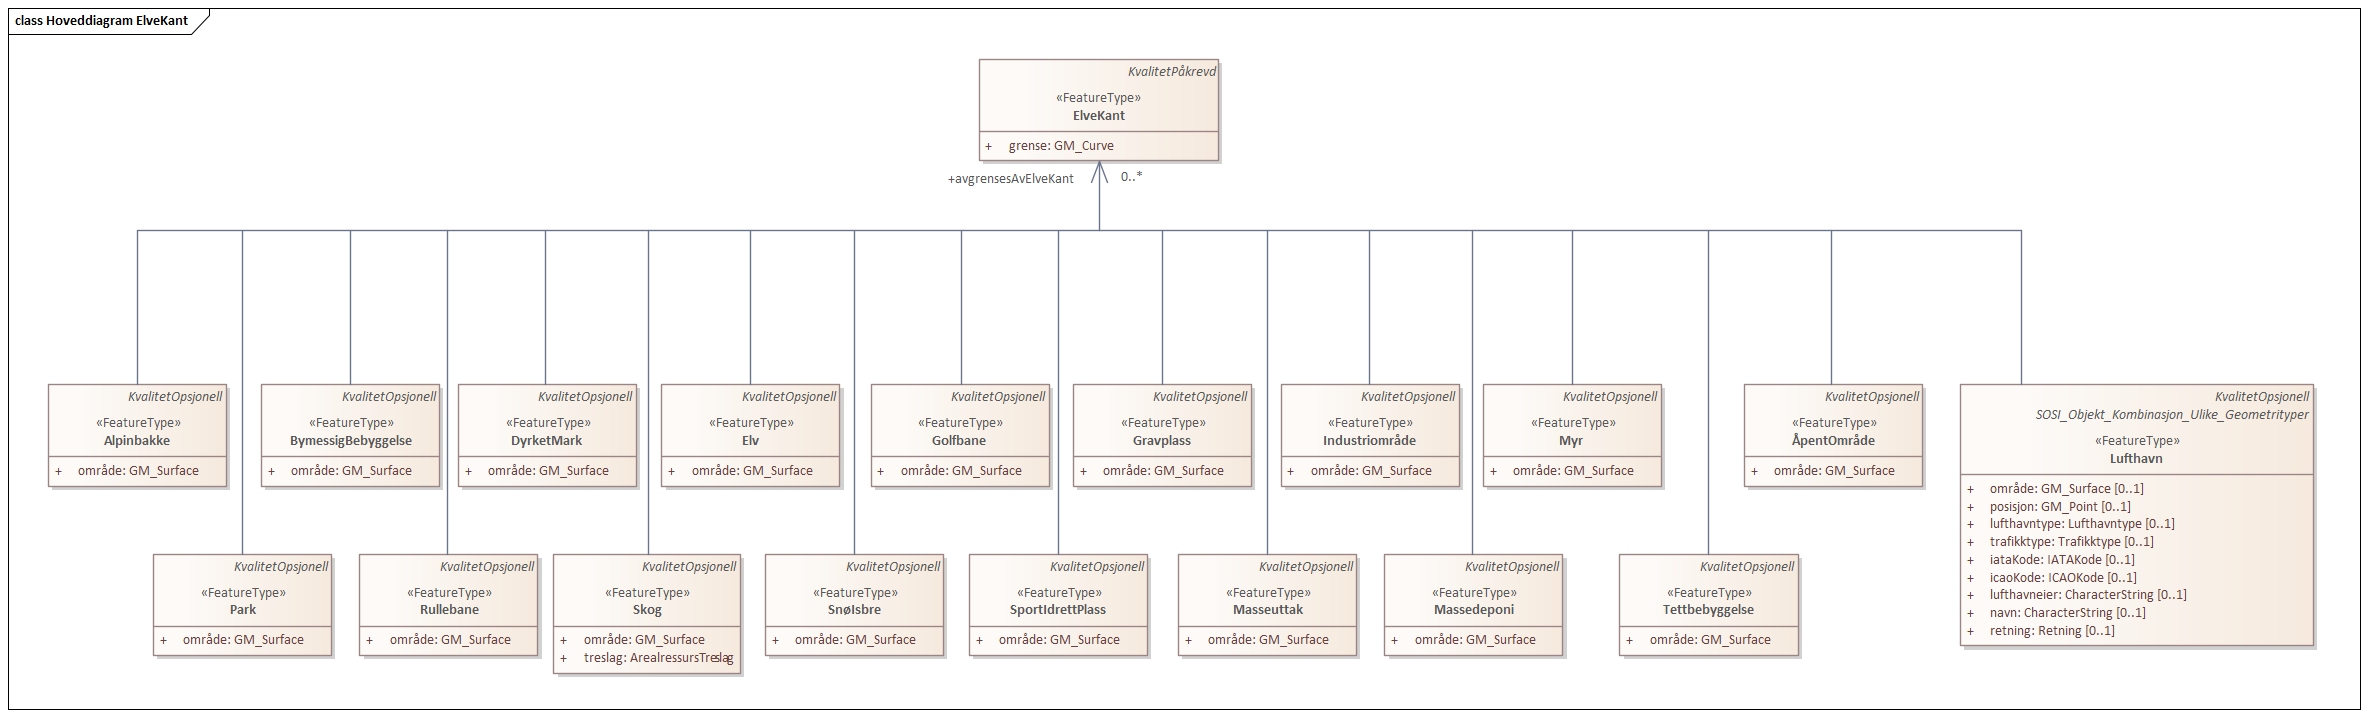 class Hoveddiagram ElveKant
KvalitetPåkrevd
«FeatureType»
ElveKant
+ grense: GM_Curve
+avgrensesAvElveKant
0..*
KvalitetOpsjonell
«FeatureType»
Alpinbakke
+ område: GM_Surface
KvalitetOpsjonell
«FeatureType»
BymessigBebyggelse
+ område: GM_Surface
KvalitetOpsjonell
«FeatureType»
DyrketMark
+ område: GM_Surface
KvalitetOpsjonell
«FeatureType»
Elv
+ område: GM_Surface
KvalitetOpsjonell
«FeatureType»
Golfbane
+ område: GM_Surface
KvalitetOpsjonell
«FeatureType»
Gravplass
+ område: GM_Surface
KvalitetOpsjonell
«FeatureType»
Industriområde
+ område: GM_Surface
KvalitetOpsjonell
«FeatureType»
Myr
+ område: GM_Surface
KvalitetOpsjonell
«FeatureType»
ÅpentOmråde
+ område: GM_Surface
KvalitetOpsjonell
SOSI_Objekt_Kombinasjon_Ulike_Geometrityper
«FeatureType»
Lufthavn
+ område: GM_Surface [0..1]
+ posisjon: GM_Point [0..1]
+ lufthavntype: Lufthavntype [0..1]
+ trafikktype: Trafikktype [0..1]
+ iataKode: IATAKode [0..1]
+ icaoKode: ICAOKode [0..1]
+ lufthavneier: CharacterString [0..1]
+ navn: CharacterString [0..1]
+ retning: Retning [0..1]
KvalitetOpsjonell
«FeatureType»
Park
+ område: GM_Surface
KvalitetOpsjonell
«FeatureType»
Rullebane
+ område: GM_Surface
KvalitetOpsjonell
«FeatureType»
Skog
+ område: GM_Surface
+ treslag: ArealressursTreslag
KvalitetOpsjonell
«FeatureType»
SnøIsbre
+ område: GM_Surface
KvalitetOpsjonell
«FeatureType»
SportIdrettPlass
+ område: GM_Surface
KvalitetOpsjonell
«FeatureType»
Masseuttak
+ område: GM_Surface
KvalitetOpsjonell
«FeatureType»
Massedeponi
+ område: GM_Surface
KvalitetOpsjonell
«FeatureType»
Tettbebyggelse
+ område: GM_Surface